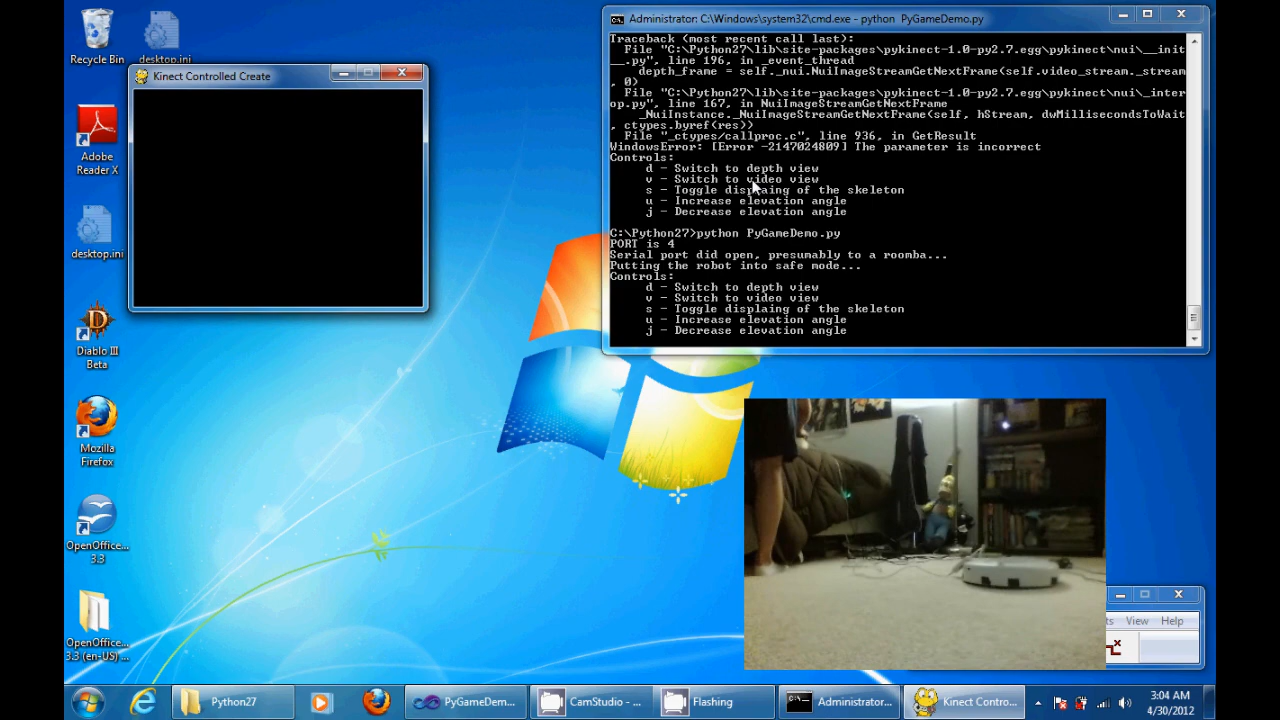 Recycle Bin
desktop.ini
Adobe
Reader X
desktop.ini
Diablo III
Beta
Mozilla
Firefox
OpenOffice...
3.3
OpenOffice...
3.3 (en-US) ...
Kinect Controlled Create
Administrator: C:\Windows\system32\cmd.exe - python  PyGameDemo.py
Traceback (most recent call last):
File "C:\Python27\lib\site-packages\pykinect-1.0-py2.7.egg\pykinect\nui\__init
__.py", line 196, in _event_thread
depth_frame = self._nui.NuiImageStreamGetNextFrame(self.video_stream._stream
, 0)
File "C:\Python27\lib\site-packages\pykinect-1.0-py2.7.egg\pykinect\nui\_inter
op.py", line 167, in NuiImageStreamGetNextFrame
_NuiInstance._NuiImageStreamGetNextFrame(self, hStream, dwMillisecondsToWait
, ctypes.byref(res))
File "_ctypes/callproc.c", line 936, in GetResult
WindowsError: [Error -2147024809] The parameter is incorrect
Controls:
d - Switch to depth view
v - Switch to video view
s - Toggle displaing of the skeleton
u - Increase elevation angle
j - Decrease elevation angle
C:\Python27>python PyGameDemo.py
PORT is 4
Serial port did open, presumably to a roomba...
Putting the robot into safe mode...
Controls:
d - Switch to depth view
v - Switch to video view
s - Toggle displaing of the skeleton
u - Increase elevation angle
j - Decrease elevation angle
ts View Help
Python27
PyGameDem...
CamStudio - ...
Flashing
Administrator...
Kinect Contro...
3:04 AM
4/30/2012